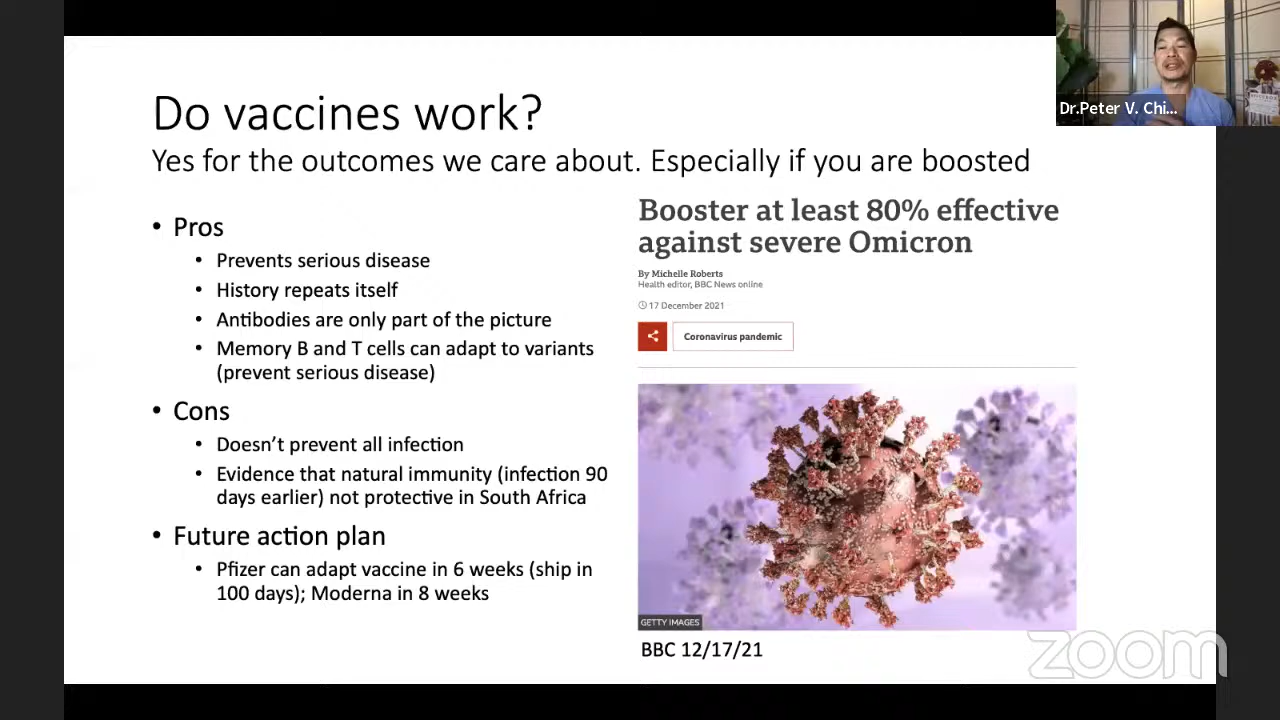 Do vaccines work?
Yes for the outcomes we care about. Especially if you are boosted
• Pros
• Prevents serious disease
• History repeats itself
• Antibodies are only part of the picture
• Memory B and T cells can adapt to variants
(prevent serious disease)
• Cons
• Doesn't prevent all infection
• Evidence that natural immunity (infection 90
days earlier) not protective in South Africa
• Future action plan
• Pfizer can adapt vaccine in 6 weeks (ship in
100 days); Moderna in 8 weeks
Booster at least 80% effective
against severe Omicron
By Michelle Roberts
Health editor, BBC News online
17 December 2021
Coronavirus pandemic
GETTY IMAGES
BBC 12/17/21
Dr.Peter V. Chi...
zoom